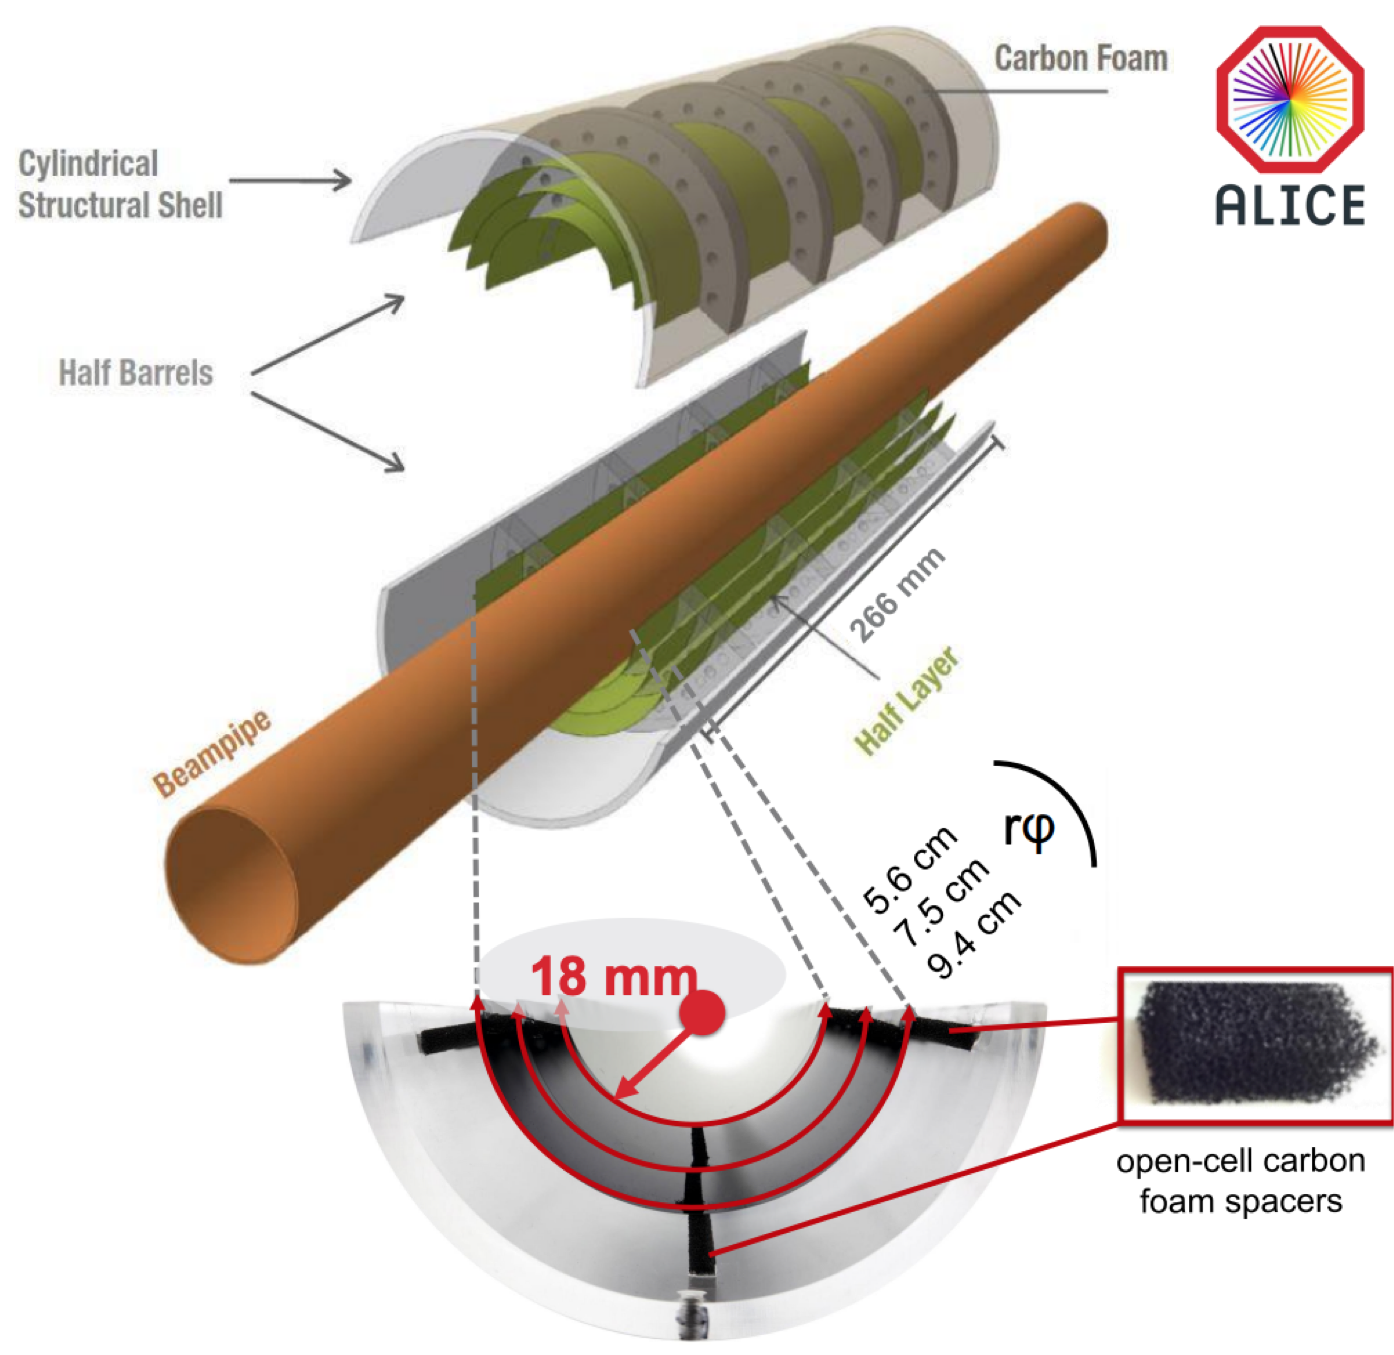 Carbon Foam
ALICE
Cylindrical
Structural Shell
Half Barrels
266 mm
Half Layer
Beampipe
rφ
5.6 cm
7.5 cm
9.4 cm
18 mm
open-cell carbon
foam spacers